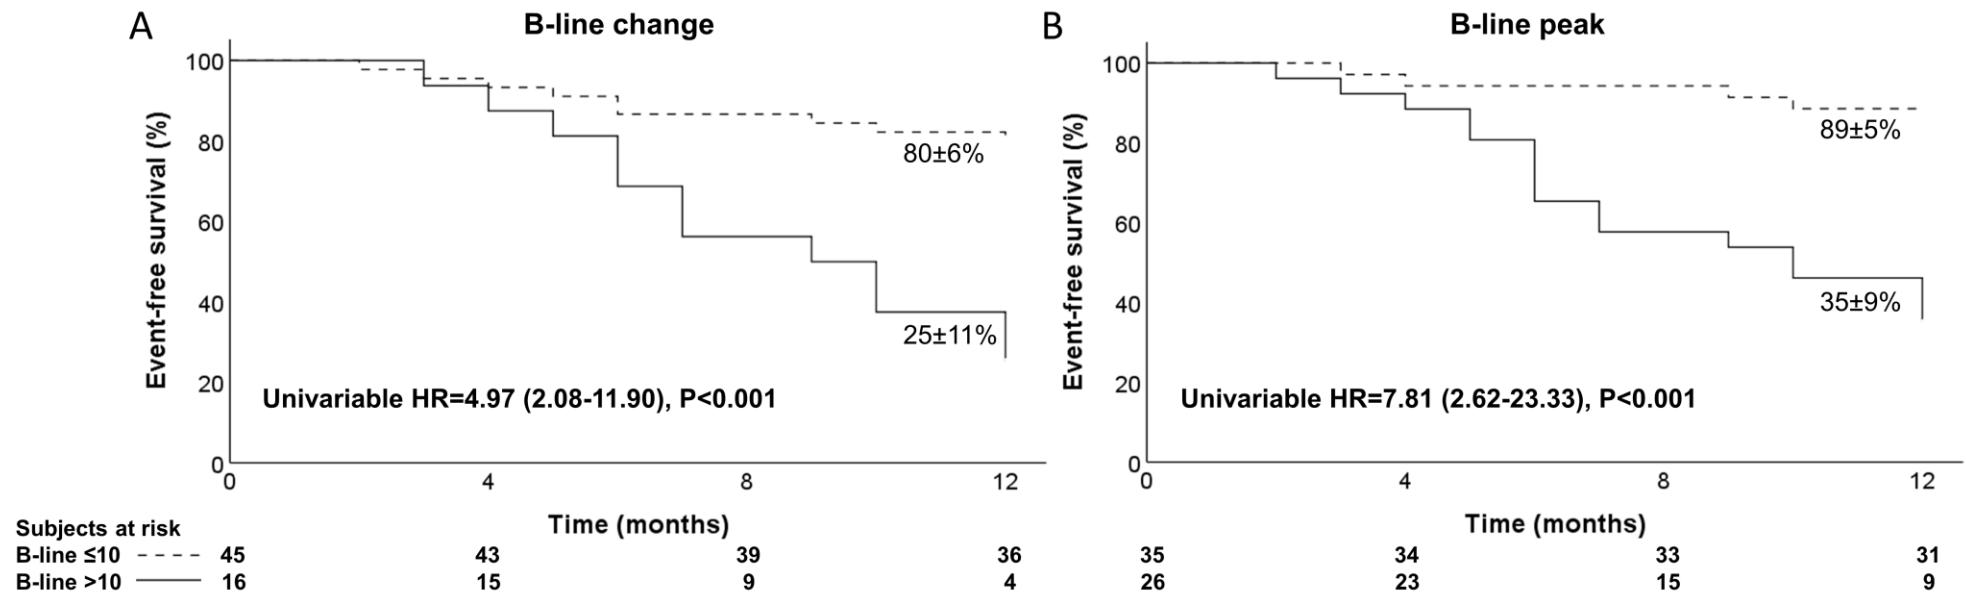 A
B-line change
Event-free survival (%)
100
80
60
40
20
0
80±6%
25±11%
Univariable HR=4.97 (2.08-11.90), P<0.001
0 4 8 12
Time (months)
B
B-line peak
Event-free survival (%)
100
80
60
40
20
0
89±5%
35±9%
Univariable HR=7.81 (2.62-23.33), P<0.001
0 4 8 12
Time (months)
Subjects at risk
B-line ≤10 45 43 39 36 35 34 33 31
B-line >10 16 15 9 4 26 23 15 9